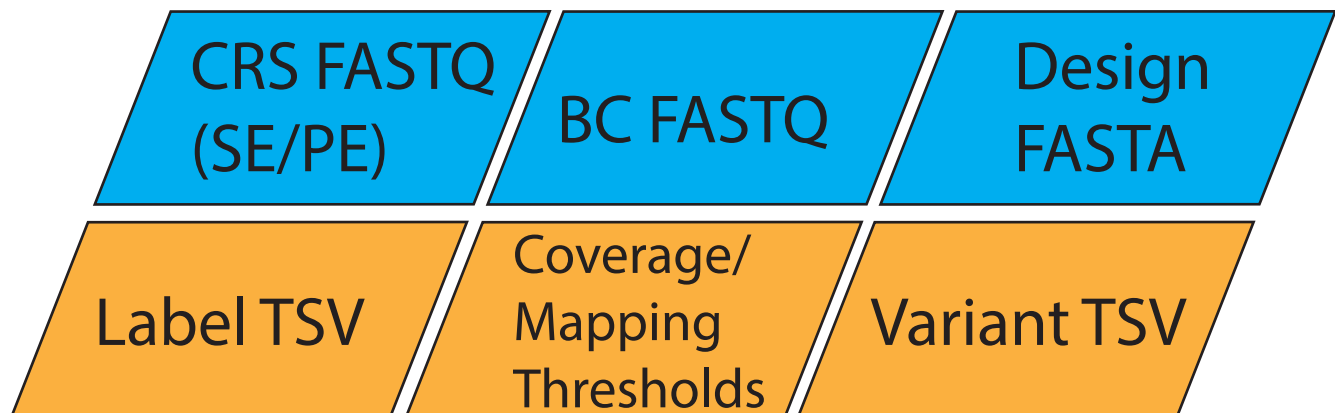 CRS FASTQ
(SE/PE)
BC FASTQ
Design
FASTA
Label TSV
Coverage/
Mapping
Thresholds
Variant TSV